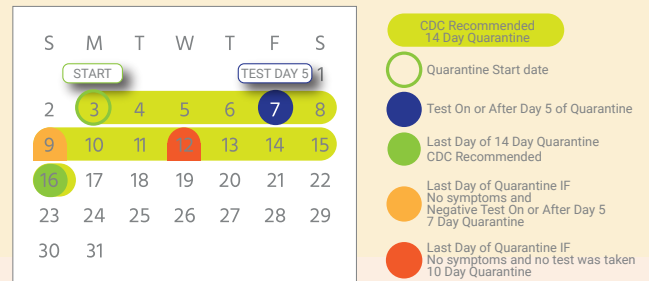 S M T W T F S
START
TEST DAY 5
1
2 3 4 5 6 7 8
9 10 11 12 13 14 15
16 17 18 19 20 21 22
23 24 25 26 27 28 29
30 31
CDC Recommended
14 Day Quarantine
Quarantine Start date
Test On or After Day 5 of Quarantine
Last Day of 14 Day Quarantine
CDC Recommended
Last Day of Quarantine IF
No symptoms and
Negative Test On or After Day 5
7 Day Quarantine
Last Day of Quarantine IF
No symptoms and no test was taken
10 Day Quarantine